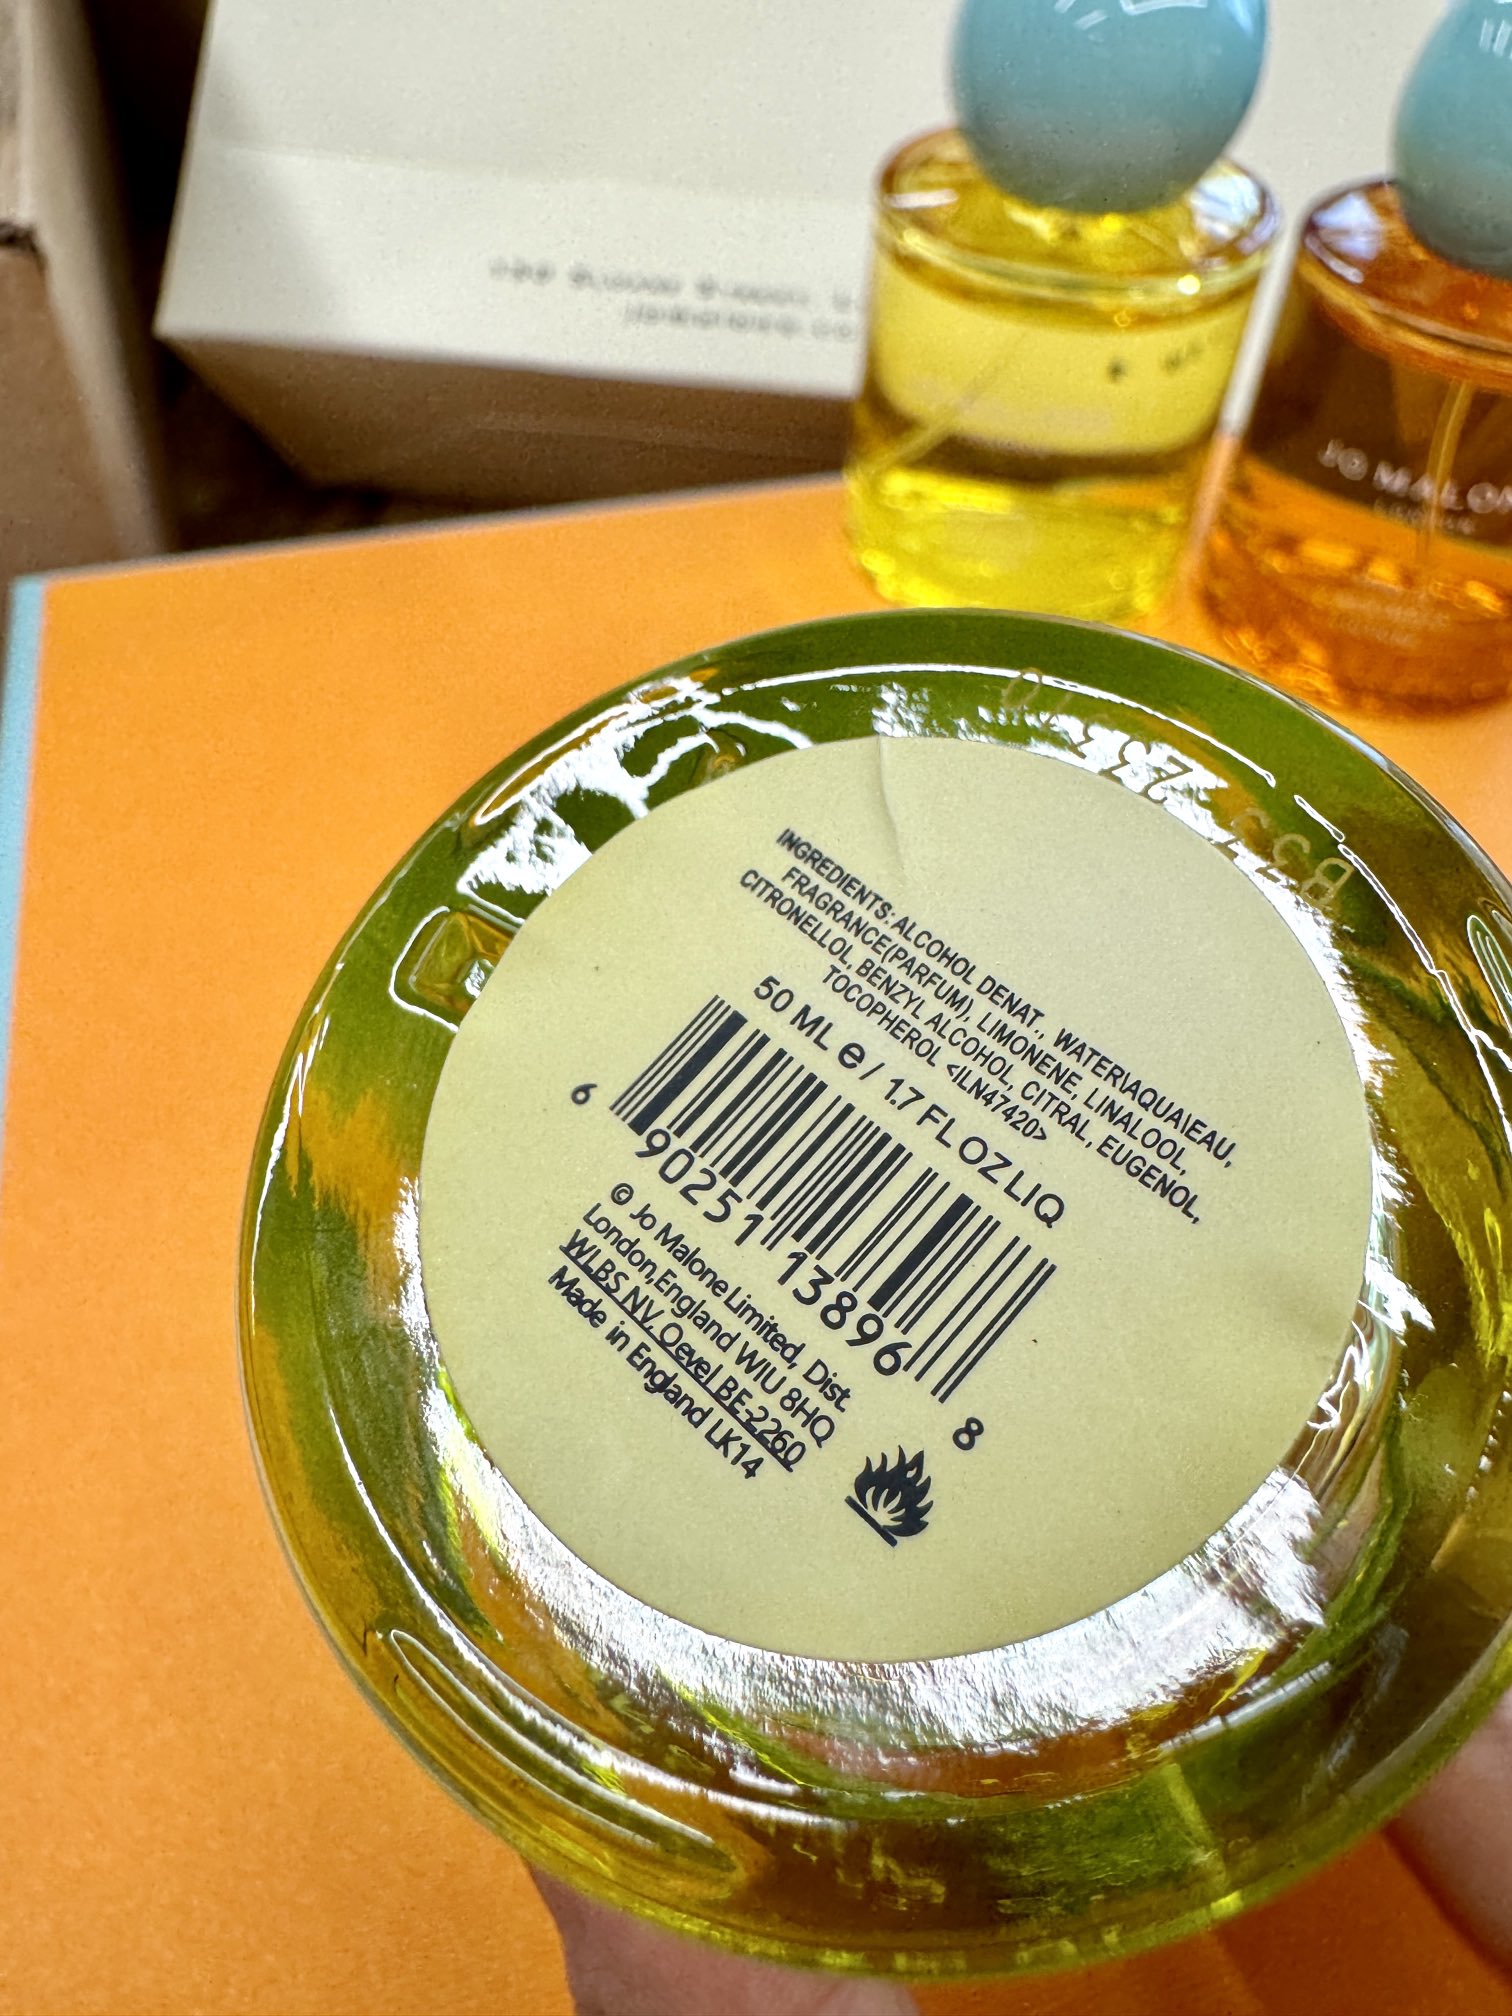 JO MALON
INGREDIENTS: ALCOHOL DENAT., WATER\AQUA\EAU,
FRAGRANCE(PARFUM), LIMONENE, LINALOOL,
CITRONELLOL, BENZYL ALCOHOL, CITRAL, EUGENOL,
TOCOPHEROL <ILN47420>
50 ML e / 1.7 FL OZ LIQ
6 90251 13896 8
© Jo Malone Limited, Dist.
London,England WIU 8HQ
WLBS NV, Oevel BE-2260
Made in England LK14